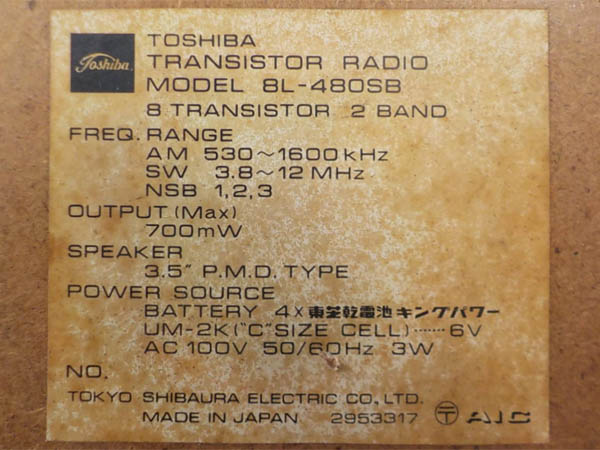 Toshiba
TOSHIBA
TRANSISTOR RADIO
MODEL 8L-480SB
8 TRANSISTOR 2 BAND
FREQ. RANGE
AM 530~1600kHz
SW 3.8~12MHz
NSB 1,2,3
OUTPUT (Max)
700mW
SPEAKER
3.5" P.M.D. TYPE
POWER SOURCE
BATTERY 4× 東芝乾電池キングパワー
UM-2K("C"SIZE CELL)……6V
AC 100V 50/60Hz 3W
NO.
TOKYO SHIBAURA ELECTRIC CO., LTD.
MADE IN JAPAN 2953317 〶